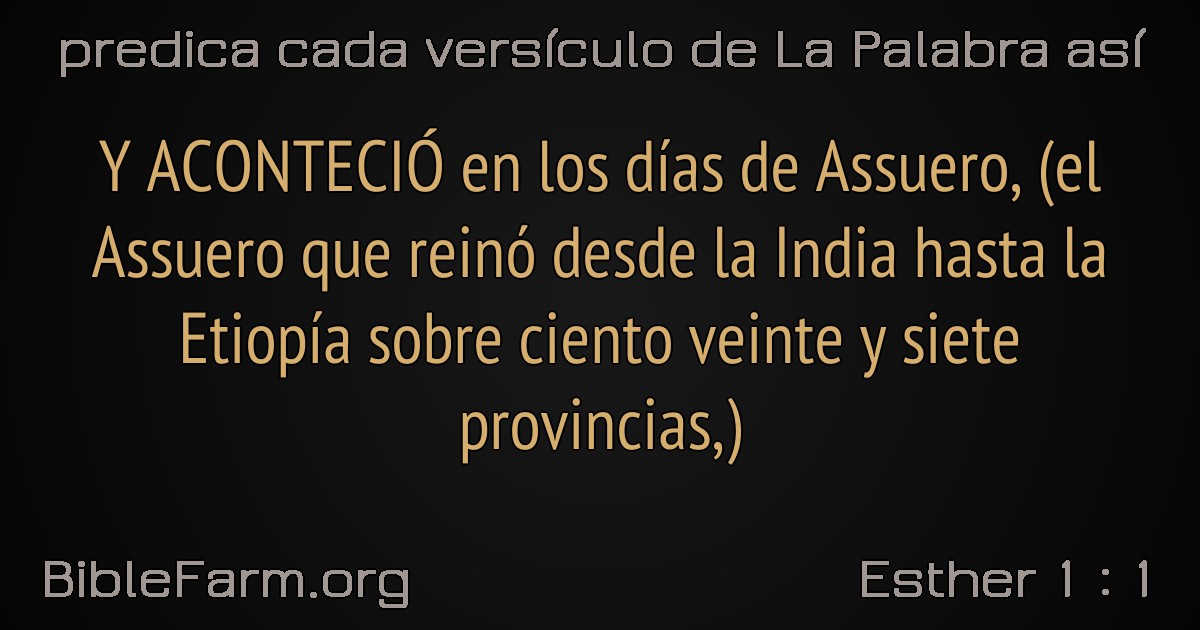 predica cada versículo de La Palabra así
Y ACONTECIÓ en los días de Assuero, (el
Assuero que reinó desde la India hasta la
Etiopía sobre ciento veinte y siete
provincias,)
BibleFarm.org
Esther 1 : 1